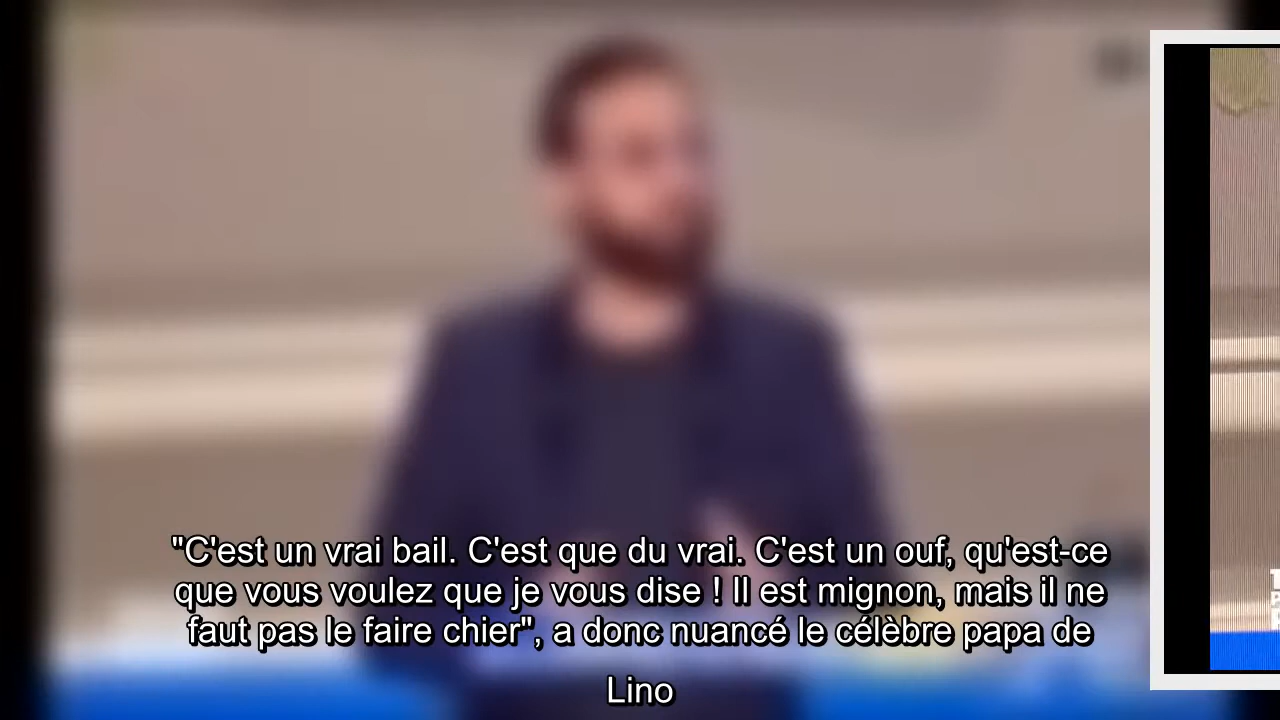 "C'est un vrai bail. C'est que du vrai. C'est un ouf, qu'est-ce
que vous voulez que je vous dise ! Il est mignon, mais il ne
faut pas le faire chier", a donc nuancé le célèbre papa de
Lino